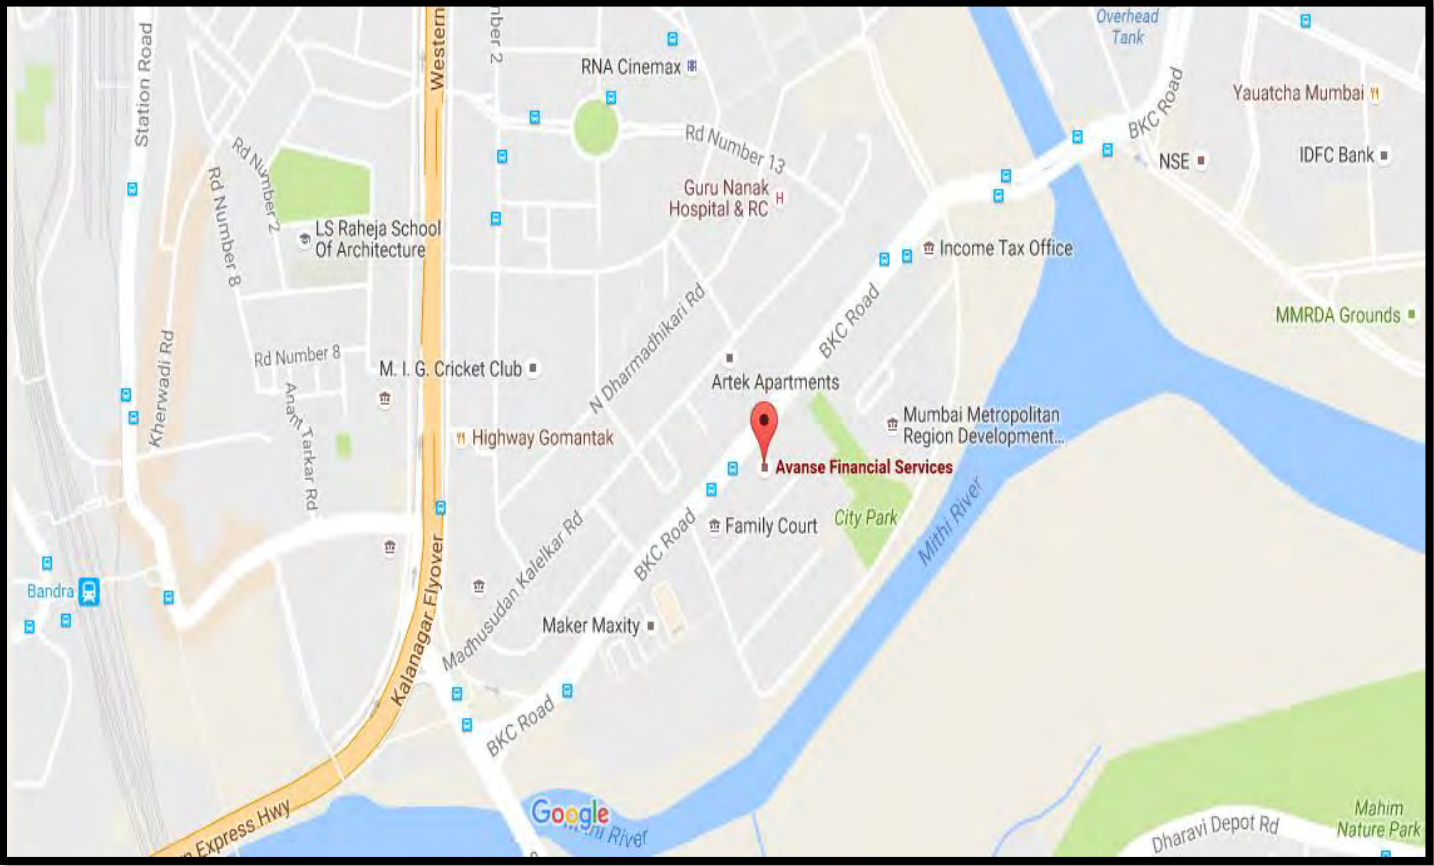 Station Road
Western
nber 2
Overhead
Tank
RNA Cinemax
BKC Road
Yauatcha Mumbai
Rd Number 2
Rd Number 13
NSE
IDFC Bank
Rd Number 8
Guru Nanak
Hospital & RC
LS Raheja School
Of Architecture
Income Tax Office
MMRDA Grounds
BKC Road
N Dharmadhikari Rd
Kherwadi Rd
Rd Number 8
M. I. G. Cricket Club
Artek Apartments
Anant Tarkar Rd
Highway Gomantak
Mumbai Metropolitan
Region Development...
Avanse Financial Services
City Park
Family Court
Mithi River
BKC Road
Madhusudan Kalelkar Rd
Bandra
Kalanagar Flyover
Maker Maxity
BKC Road
Google
River
n Express Hwy
Mahim
Nature Park
Dharavi Depot Rd